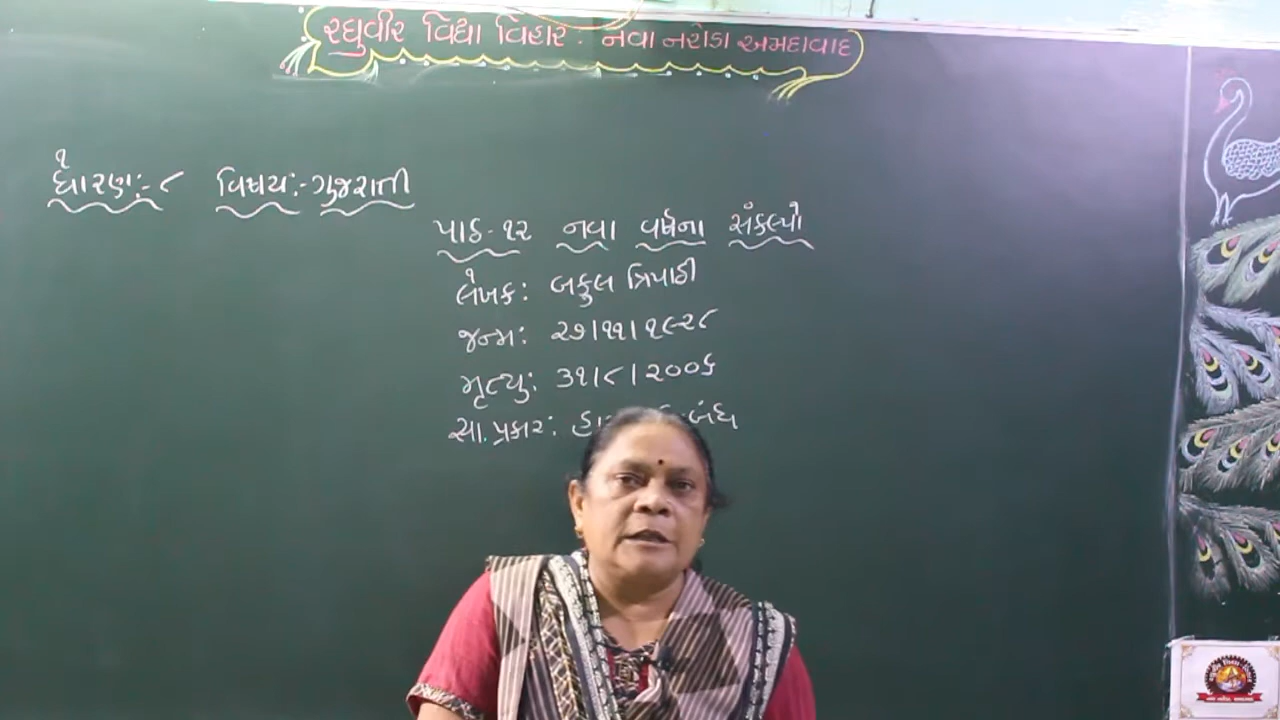 રઘુવીર વિદ્યા વિહાર : નવા નરોડા અમદાવાદ
ધોરણ:- ૮ વિષય:- ગુજરાતી
પાઠ-૧૨ નવા વર્ષના સંકલ્પો
લેખક: બકુલ ત્રિપાઠી
જન્મ: ૨૭/૧૧/૧૯૨૮
મૃત્યુ: ૩૧/૮/૨૦૦૬
સા. પ્રકાર: